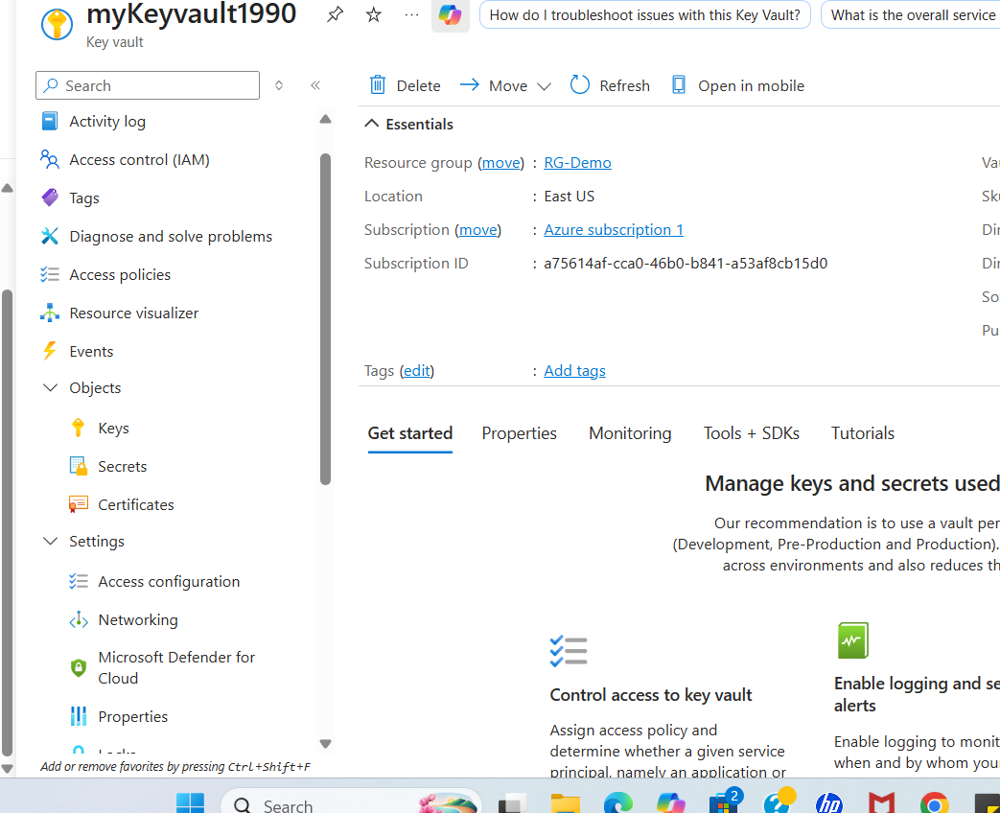 myKeyvault1990
Key vault
How do I troubleshoot issues with this Key Vault?
What is the overall service
Search
Activity log
Access control (IAM)
Tags
Diagnose and solve problems
Access policies
Resource visualizer
Events
Objects
Keys
Secrets
Certificates
Settings
Access configuration
Networking
Microsoft Defender for
Cloud
Properties
Locks
Add or remove favorites by pressing Ctrl+Shift+F
Delete
Move
Refresh
Open in mobile
Essentials
Resource group (move) : RG-Demo
Location : East US
Subscription (move) : Azure subscription 1
Subscription ID : a75614af-cca0-46b0-b841-a53af8cb15d0
Tags (edit) : Add tags
Va
Sk
Di
Di
So
Pu
Get started Properties Monitoring Tools + SDKs Tutorials
Manage keys and secrets used
Our recommendation is to use a vault per
(Development, Pre-Production and Production).
across environments and also reduces th
Control access to key vault
Assign access policy and
determine whether a given service
principal, namely an application or
Enable logging and se
alerts
Enable logging to monit
when and by whom your
Search
2
hp